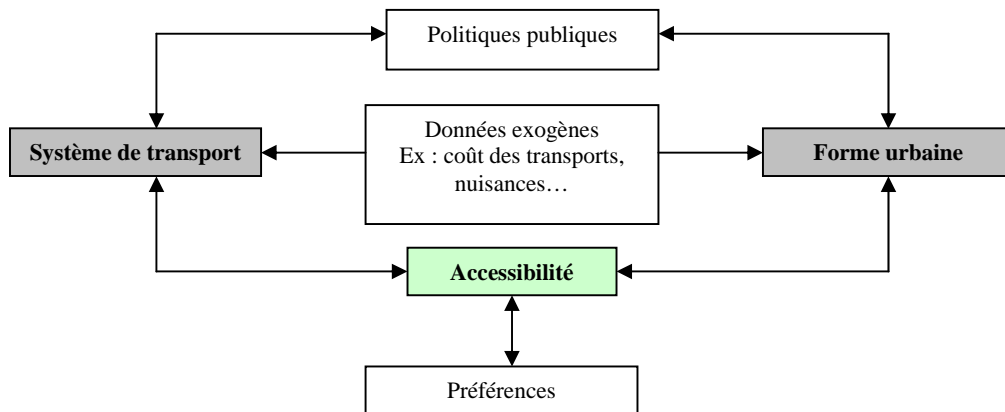 Politiques publiques
Système de transport
Données exogènes
Ex : coût des transports,
nuisances…
Forme urbaine
Accessibilité
Préférences